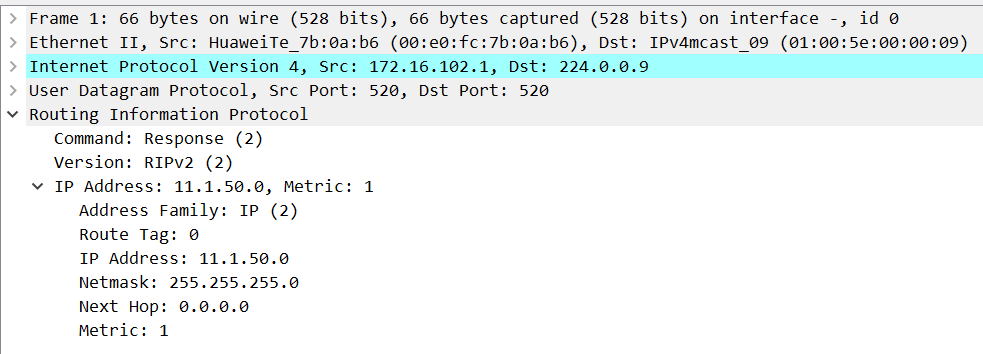 Frame 1: 66 bytes on wire (528 bits), 66 bytes captured (528 bits) on interface -, id 0
Ethernet II, Src: HuaweiTe_7b:0a:b6 (00:e0:fc:7b:0a:b6), Dst: IPv4mcast_09 (01:00:5e:00:00:09)
Internet Protocol Version 4, Src: 172.16.102.1, Dst: 224.0.0.9
User Datagram Protocol, Src Port: 520, Dst Port: 520
Routing Information Protocol
Command: Response (2)
Version: RIPv2 (2)
IP Address: 11.1.50.0, Metric: 1
Address Family: IP (2)
Route Tag: 0
IP Address: 11.1.50.0
Netmask: 255.255.255.0
Next Hop: 0.0.0.0
Metric: 1